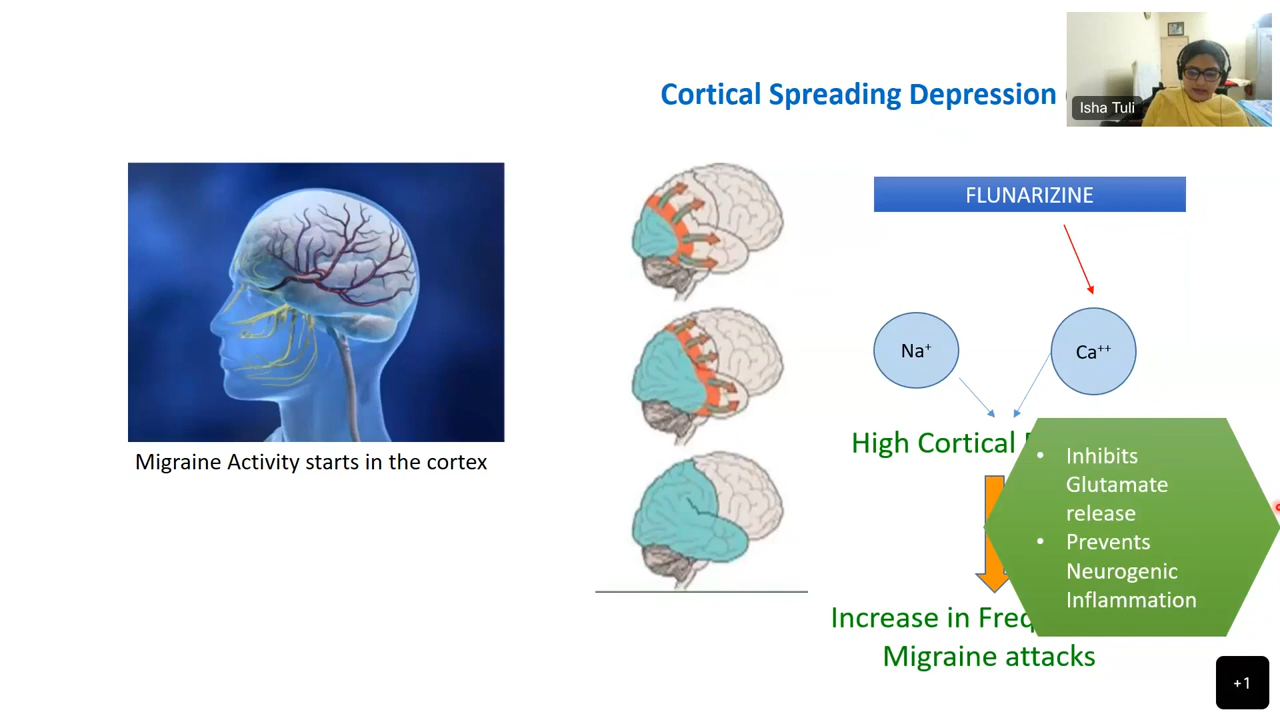 Cortical Spreading Depression
Isha Tuli
FLUNARIZINE
Na⁺
Ca⁺⁺
Migraine Activity starts in the cortex
High Cortical
• Inhibits
Glutamate
release
• Prevents
Neurogenic
Inflammation
Increase in
Migraine attacks
+1